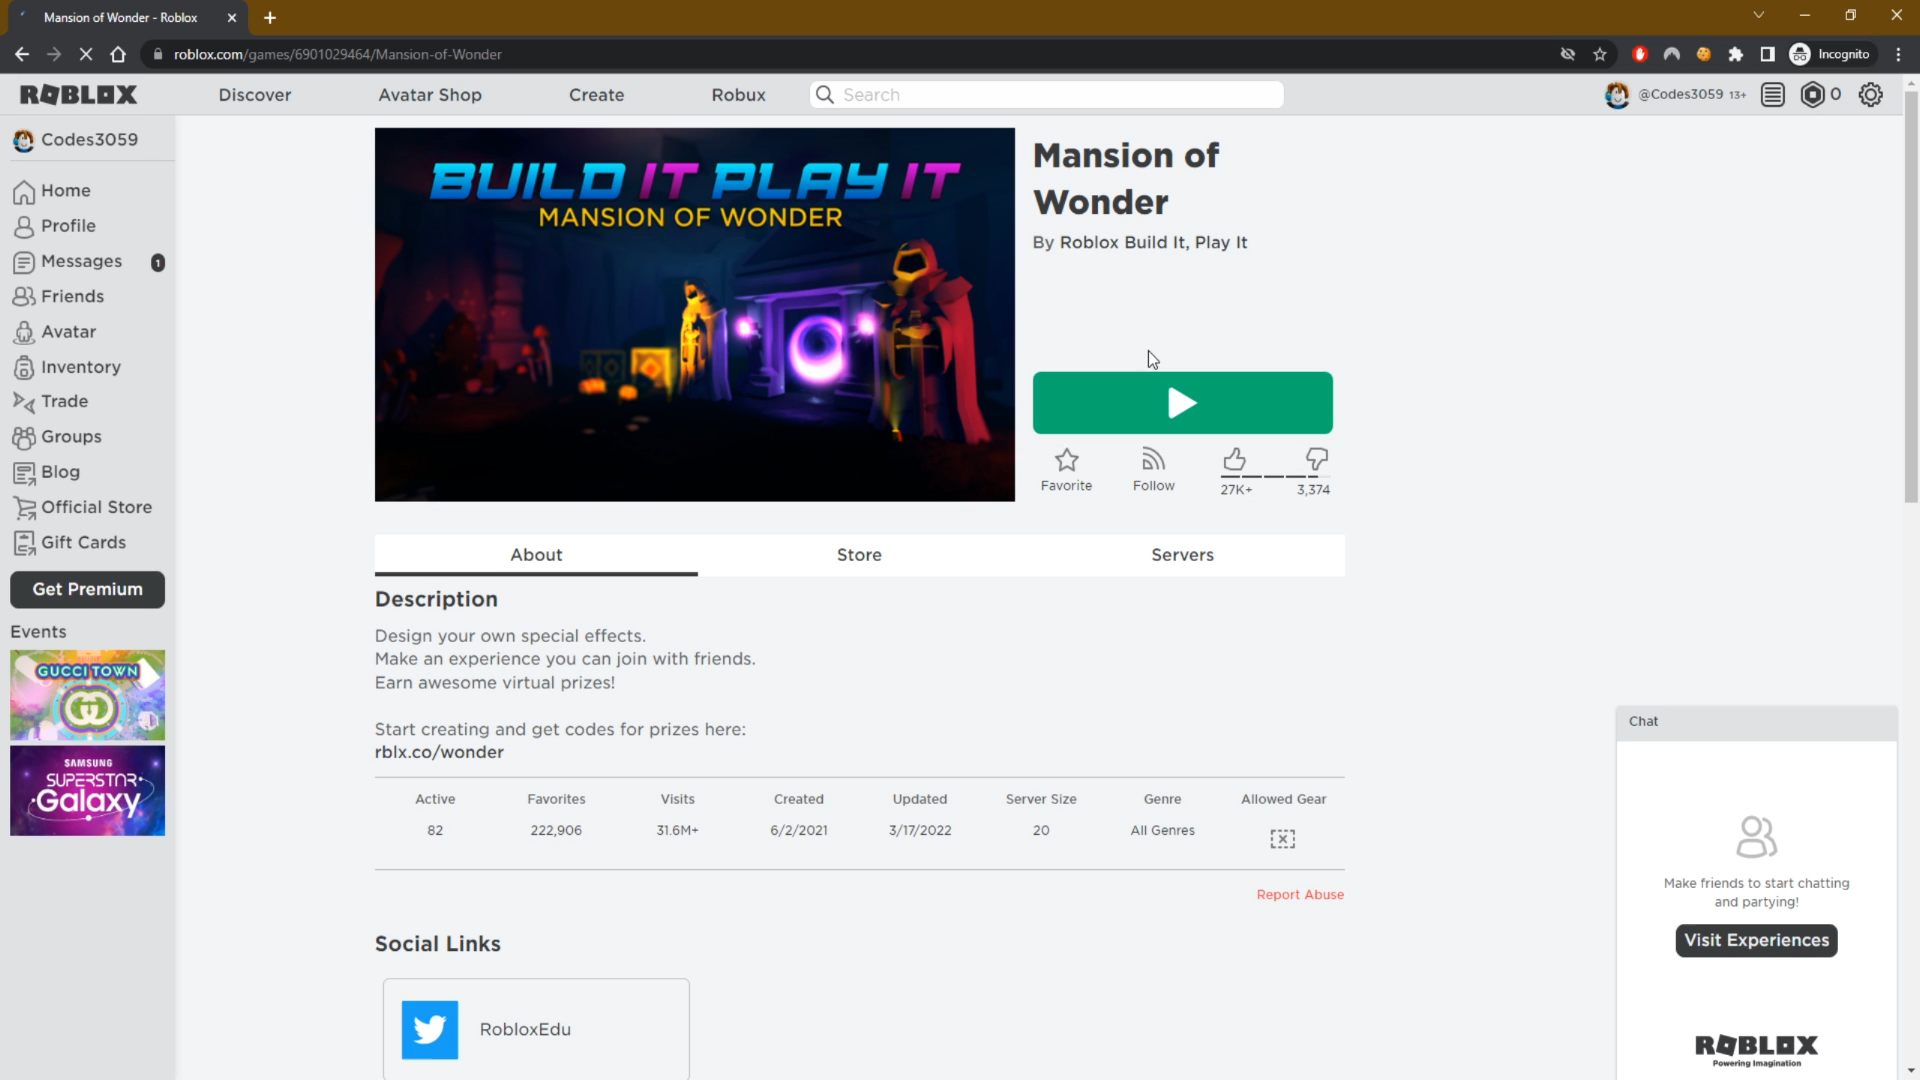 Mansion of Wonder - Roblox
roblox.com/games/6901029464/Mansion-of-Wonder
Incognito
ROBLOX
Discover
Avatar Shop
Create
Robux
Search
@Codes3059 13+
0
Codes3059
Home
Profile
Messages
1
Friends
Avatar
Inventory
Trade
Groups
Blog
Official Store
Gift Cards
Get Premium
Events
GUCCI TOWN
SAMSUNG
SUPERSTAR
Galaxy
BUILD IT PLAY IT
MANSION OF WONDER
Mansion of
Wonder
By Roblox Build It, Play It
Favorite
Follow
27K+
3,374
About
Store
Servers
Description
Design your own special effects.
Make an experience you can join with friends.
Earn awesome virtual prizes!
Start creating and get codes for prizes here:
rblx.co/wonder
Active
Favorites
Visits
Created
Updated
Server Size
Genre
Allowed Gear
82
222,906
31.6M+
6/2/2021
3/17/2022
20
All Genres
Report Abuse
Social Links
RobloxEdu
Chat
Make friends to start chatting
and partying!
Visit Experiences
ROBLOX
Powering Imagination